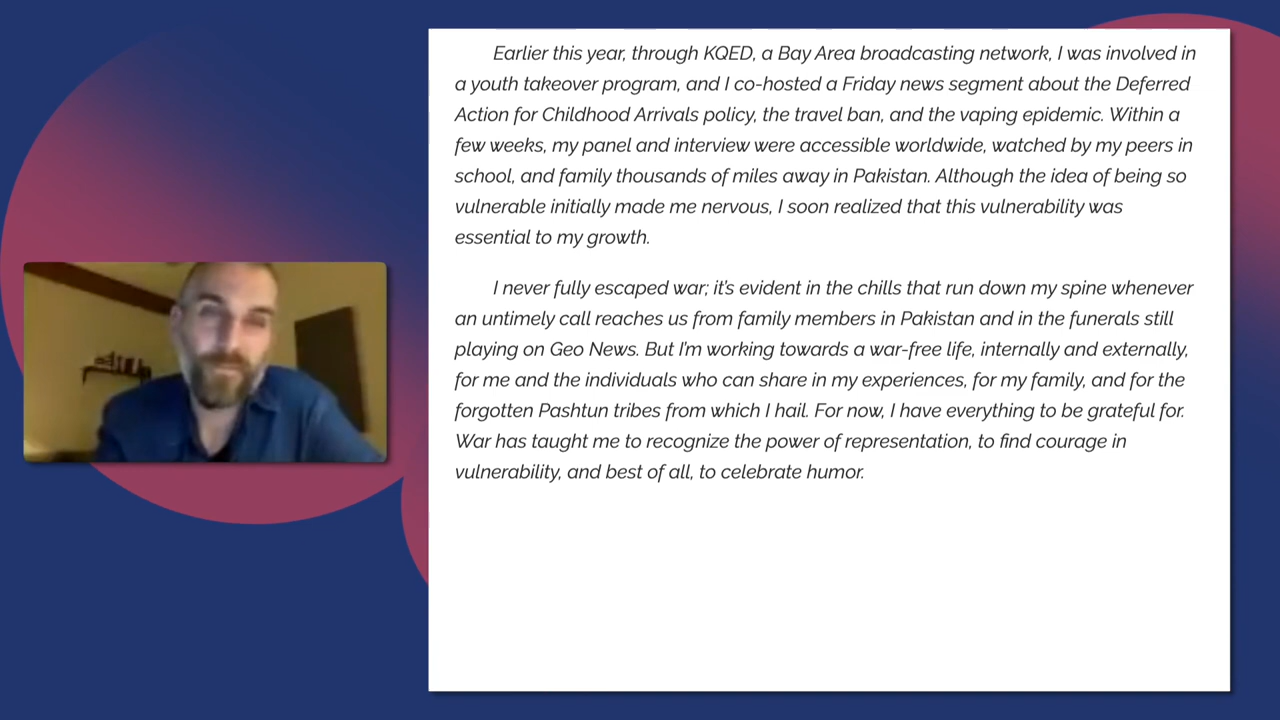 Earlier this year, through KQED, a Bay Area broadcasting network, I was involved in
a youth takeover program, and I co-hosted a Friday news segment about the Deferred
Action for Childhood Arrivals policy, the travel ban, and the vaping epidemic. Within a
few weeks, my panel and interview were accessible worldwide, watched by my peers in
school, and family thousands of miles away in Pakistan. Although the idea of being so
vulnerable initially made me nervous, I soon realized that this vulnerability was
essential to my growth.
I never fully escaped war; it’s evident in the chills that run down my spine whenever
an untimely call reaches us from family members in Pakistan and in the funerals still
playing on Geo News. But I’m working towards a war-free life, internally and externally,
for me and the individuals who can share in my experiences, for my family, and for the
forgotten Pashtun tribes from which I hail. For now, I have everything to be grateful for.
War has taught me to recognize the power of representation, to find courage in
vulnerability, and best of all, to celebrate humor.